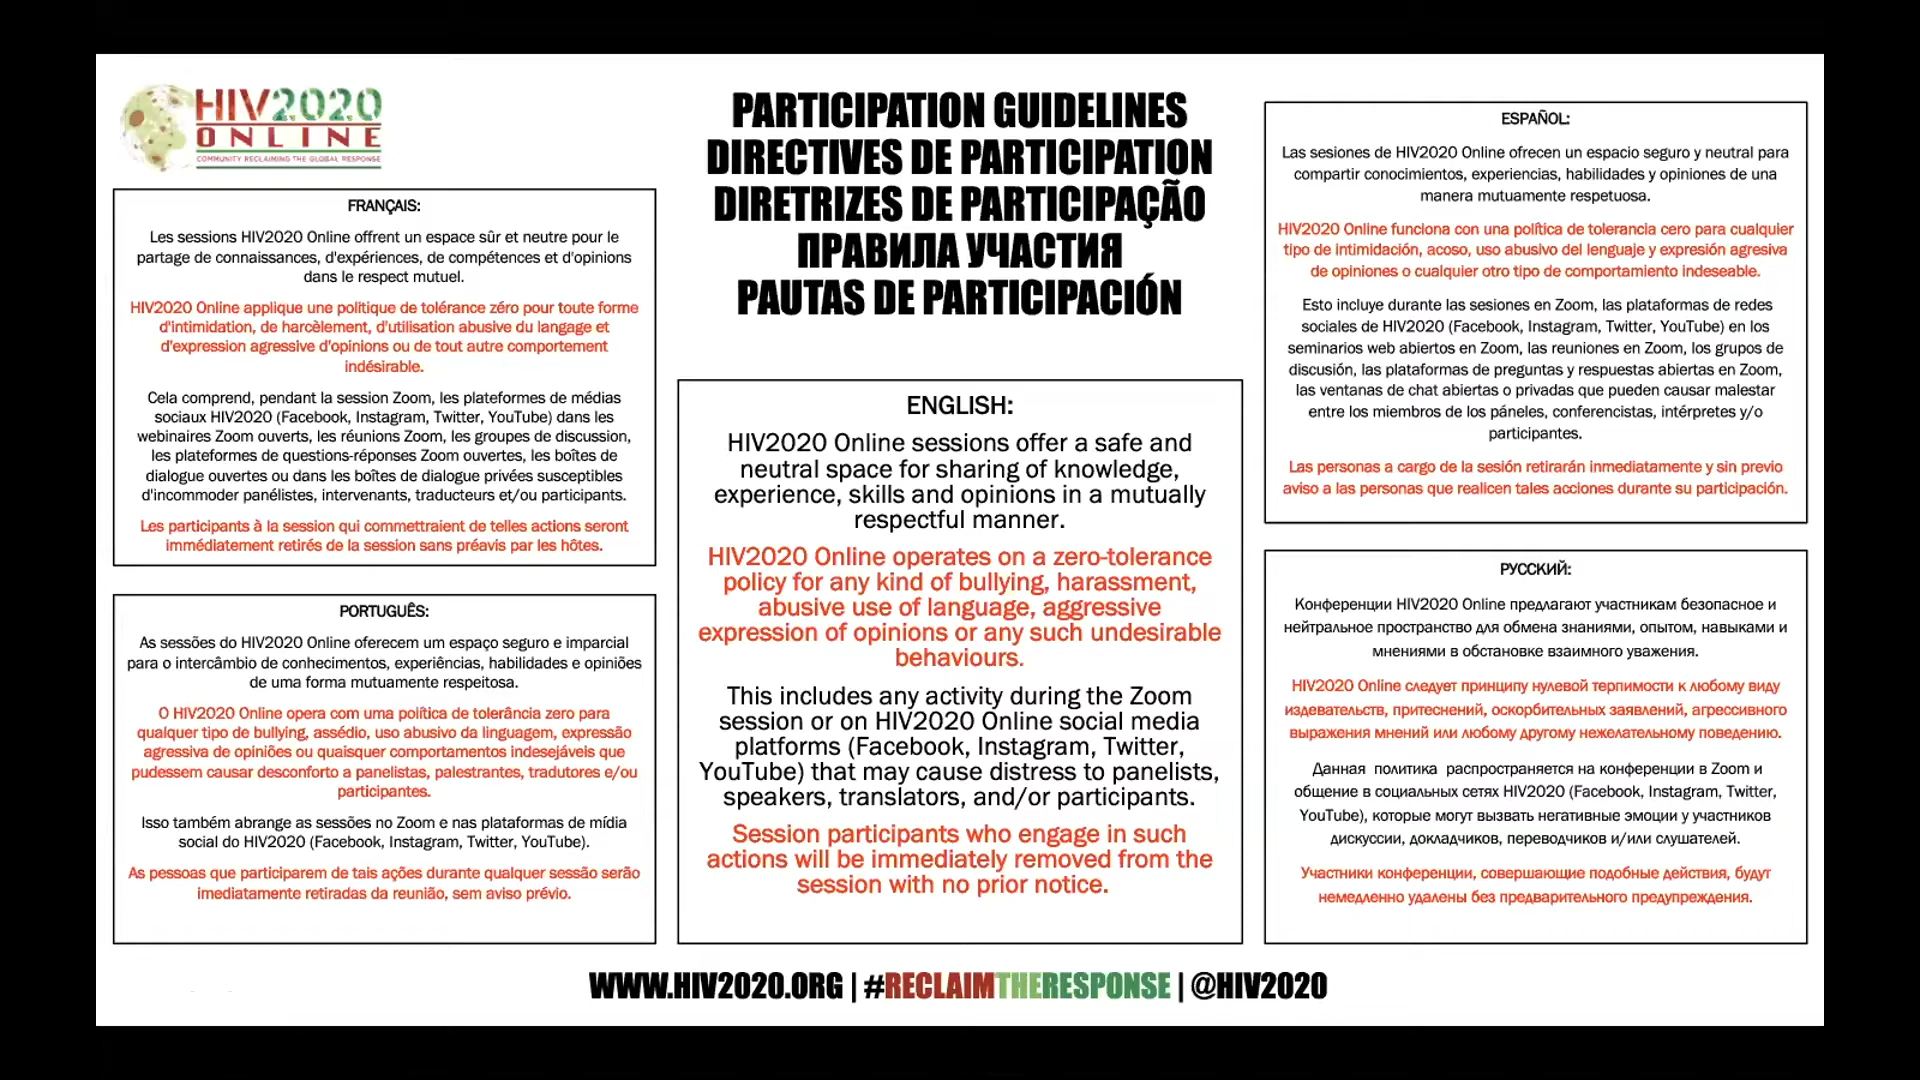 HIV2020
ONLINE
COMMUNITY RECLAIMING THE GLOBAL RESPONSE
PARTICIPATION GUIDELINES
DIRECTIVES DE PARTICIPATION
DIRETRIZES DE PARTICIPAÇÃO
ПРАВИЛА УЧАСТИЯ
PAUTAS DE PARTICIPACIÓN
FRANÇAIS:
Les sessions HIV2020 Online offrent un espace sûr et neutre pour le
partage de connaissances, d'expériences, de compétences et d'opinions
dans le respect mutuel.
HIV2020 Online applique une politique de tolérance zéro pour toute forme
d'intimidation, de harcèlement, d'utilisation abusive du langage et
d'expression agressive d'opinions ou de tout autre comportement
indésirable.
Cela comprend, pendant la session Zoom, les plateformes de médias
sociaux HIV2020 (Facebook, Instagram, Twitter, YouTube) dans les
webinaires Zoom ouverts, les réunions Zoom, les groupes de discussion,
les plateformes de questions-réponses Zoom ouvertes, les boîtes de
dialogue ouvertes ou dans les boîtes de dialogue privées susceptibles
d'incommoder panélistes, intervenants, traducteurs et/ou participants.
Les participants à la session qui commettraient de telles actions seront
immédiatement retirés de la session sans préavis par les hôtes.
PORTUGUÊS:
As sessões do HIV2020 Online oferecem um espaço seguro e imparcial
para o intercâmbio de conhecimentos, experiências, habilidades e opiniões
de uma forma mutuamente respeitosa.
O HIV2020 Online opera com uma política de tolerância zero para
qualquer tipo de bullying, assédio, uso abusivo da linguagem, expressão
agressiva de opiniões ou quaisquer comportamentos indesejáveis que
pudessem causar desconforto a panelistas, palestrantes, tradutores e/ou
participantes.
Isso também abrange as sessões no Zoom e nas plataformas de mídia
social do HIV2020 (Facebook, Instagram, Twitter, YouTube).
As pessoas que participarem de tais ações durante qualquer sessão serão
imediatamente retiradas da reunião, sem aviso prévio.
ENGLISH:
HIV2020 Online sessions offer a safe and
neutral space for sharing of knowledge,
experience, skills and opinions in a mutually
respectful manner.
HIV2020 Online operates on a zero-tolerance
policy for any kind of bullying, harassment,
abusive use of language, aggressive
expression of opinions or any such undesirable
behaviours.
This includes any activity during the Zoom
session or on HIV2020 Online social media
platforms (Facebook, Instagram, Twitter,
YouTube) that may cause distress to panelists,
speakers, translators, and/or participants.
Session participants who engage in such
actions will be immediately removed from the
session with no prior notice.
ESPAÑOL:
Las sesiones de HIV2020 Online ofrecen un espacio seguro y neutral para
compartir conocimientos, experiencias, habilidades y opiniones de una
manera mutuamente respetuosa.
HIV2020 Online funciona con una política de tolerancia cero para cualquier
tipo de intimidación, acoso, uso abusivo del lenguaje y expresión agresiva
de opiniones o cualquier otro tipo de comportamiento indeseable.
Esto incluye durante las sesiones en Zoom, las plataformas de redes
sociales de HIV2020 (Facebook, Instagram, Twitter, YouTube) en los
seminarios web abiertos en Zoom, las reuniones en Zoom, los grupos de
discusión, las plataformas de preguntas y respuestas abiertas en Zoom,
las ventanas de chat abiertas o privadas que pueden causar malestar
entre los miembros de los páneles, conferencistas, intérpretes y/o
participantes.
Las personas a cargo de la sesión retirarán inmediatamente y sin previo
aviso a las personas que realicen tales acciones durante su participación.
РУССКИЙ:
Конференции HIV2020 Online предлагают участникам безопасное и
нейтральное пространство для обмена знаниями, опытом, навыками и
мнениями в обстановке взаимного уважения.
HIV2020 Online следует принципу нулевой терпимости к любому виду
издевательств, притеснений, оскорбительных заявлений, агрессивного
выражения мнений или любому другому нежелательному поведению.
Данная политика распространяется на конференции в Zoom и
общение в социальных сетях HIV2020 (Facebook, Instagram, Twitter,
YouTube), которые могут вызвать негативные эмоции у участников
дискуссии, докладчиков, переводчиков и/или слушателей.
Участники конференции, совершающие подобные действия, будут
немедленно удалены без предварительного предупреждения.
WWW.HIV2020.ORG | #RECLAIMTHERESPONSE | @HIV2020